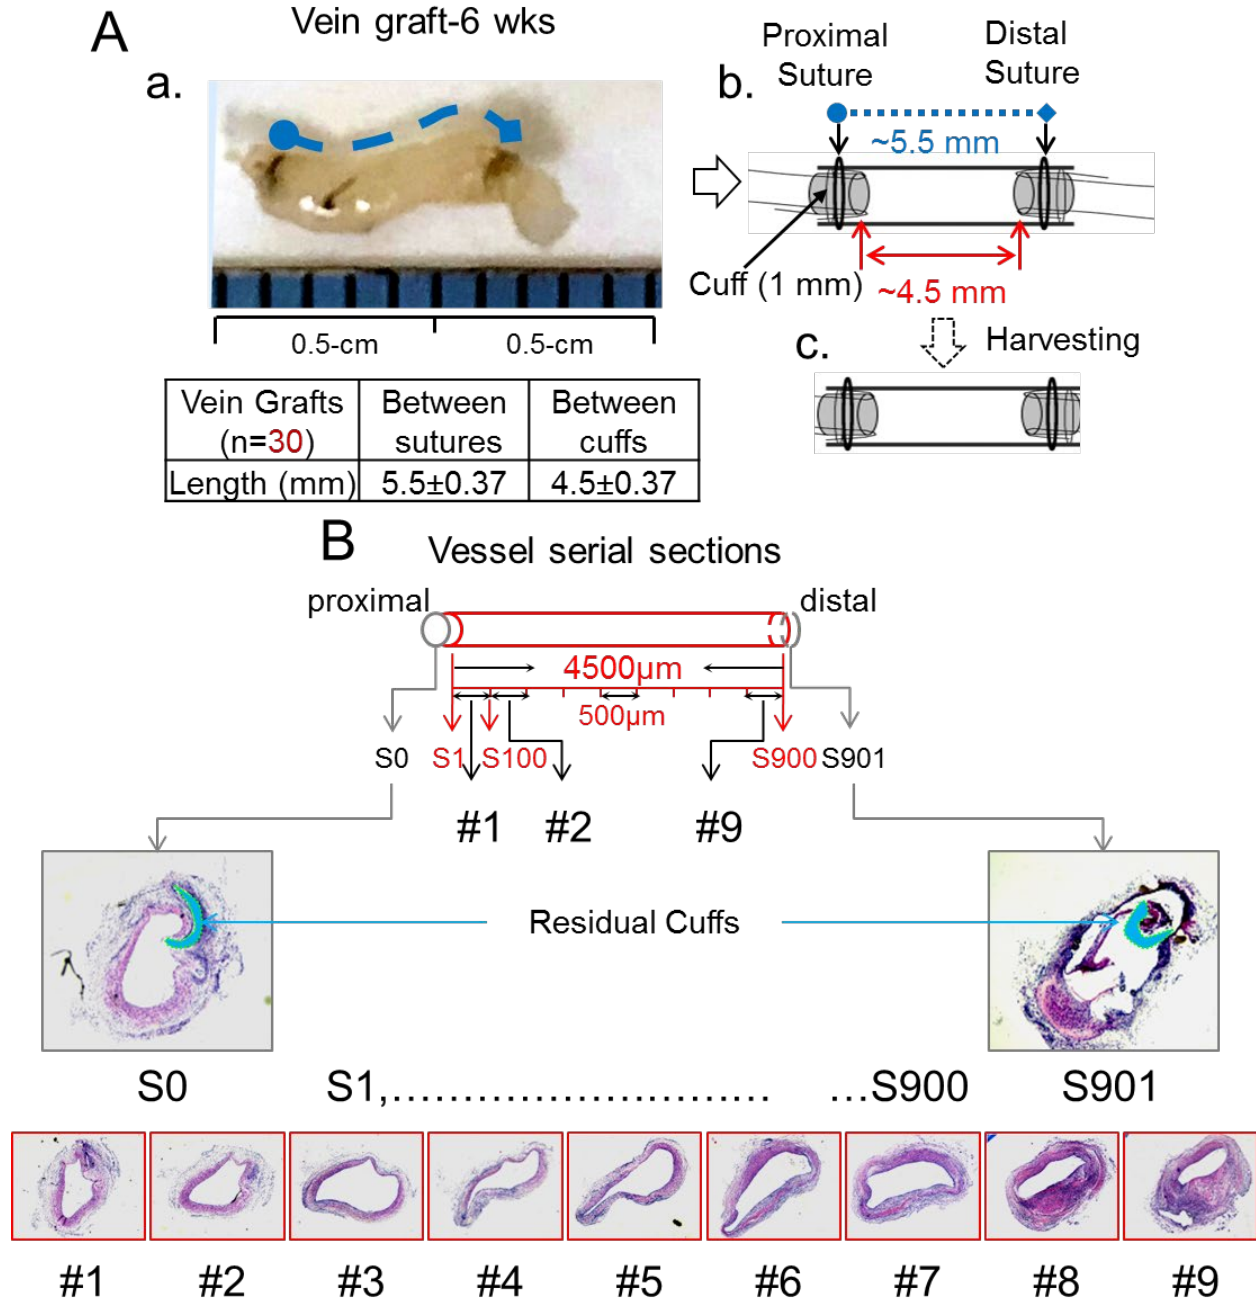 A
Vein graft-6 wks
a.
0.5-cm 0.5-cm
Vein Grafts (n=30) Between sutures Between cuffs
Length (mm) 5.5±0.37 4.5±0.37
b.
Proximal Suture
Distal Suture
~5.5 mm
Cuff (1 mm)
~4.5 mm
Harvesting
c.
B
Vessel serial sections
proximal
distal
4500µm
500µm
S0 S1 S100 S900 S901
#1 #2 #9
Residual Cuffs
S0 S1,.......................... ...S900 S901
#1 #2 #3 #4 #5 #6 #7 #8 #9